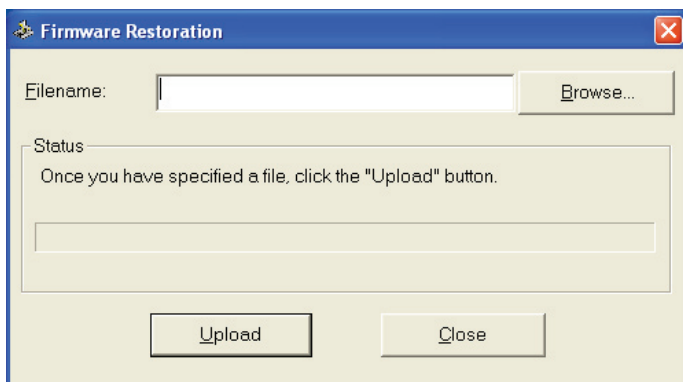 Firmware Restoration
Filename:
Browse...
Status
Once you have specified a file, click the "Upload" button.
Upload
Close